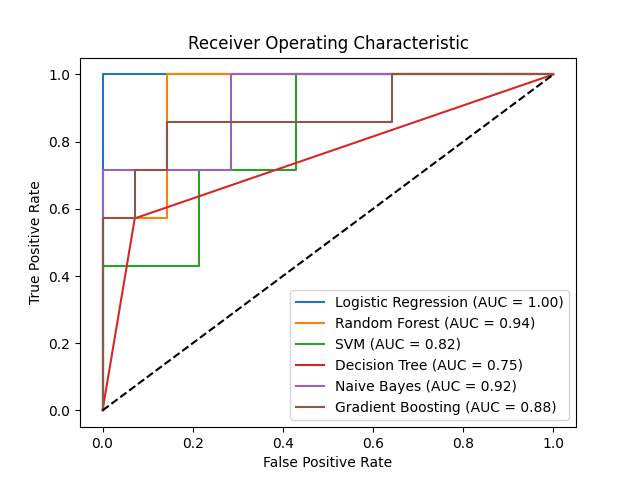 Receiver Operating Characteristic
True Positive Rate
1.0
0.8
0.6
0.4
0.2
0.0
Logistic Regression (AUC = 1.00)
Random Forest (AUC = 0.94)
SVM (AUC = 0.82)
Decision Tree (AUC = 0.75)
Naive Bayes (AUC = 0.92)
Gradient Boosting (AUC = 0.88)
0.0 0.2 0.4 0.6 0.8 1.0
False Positive Rate